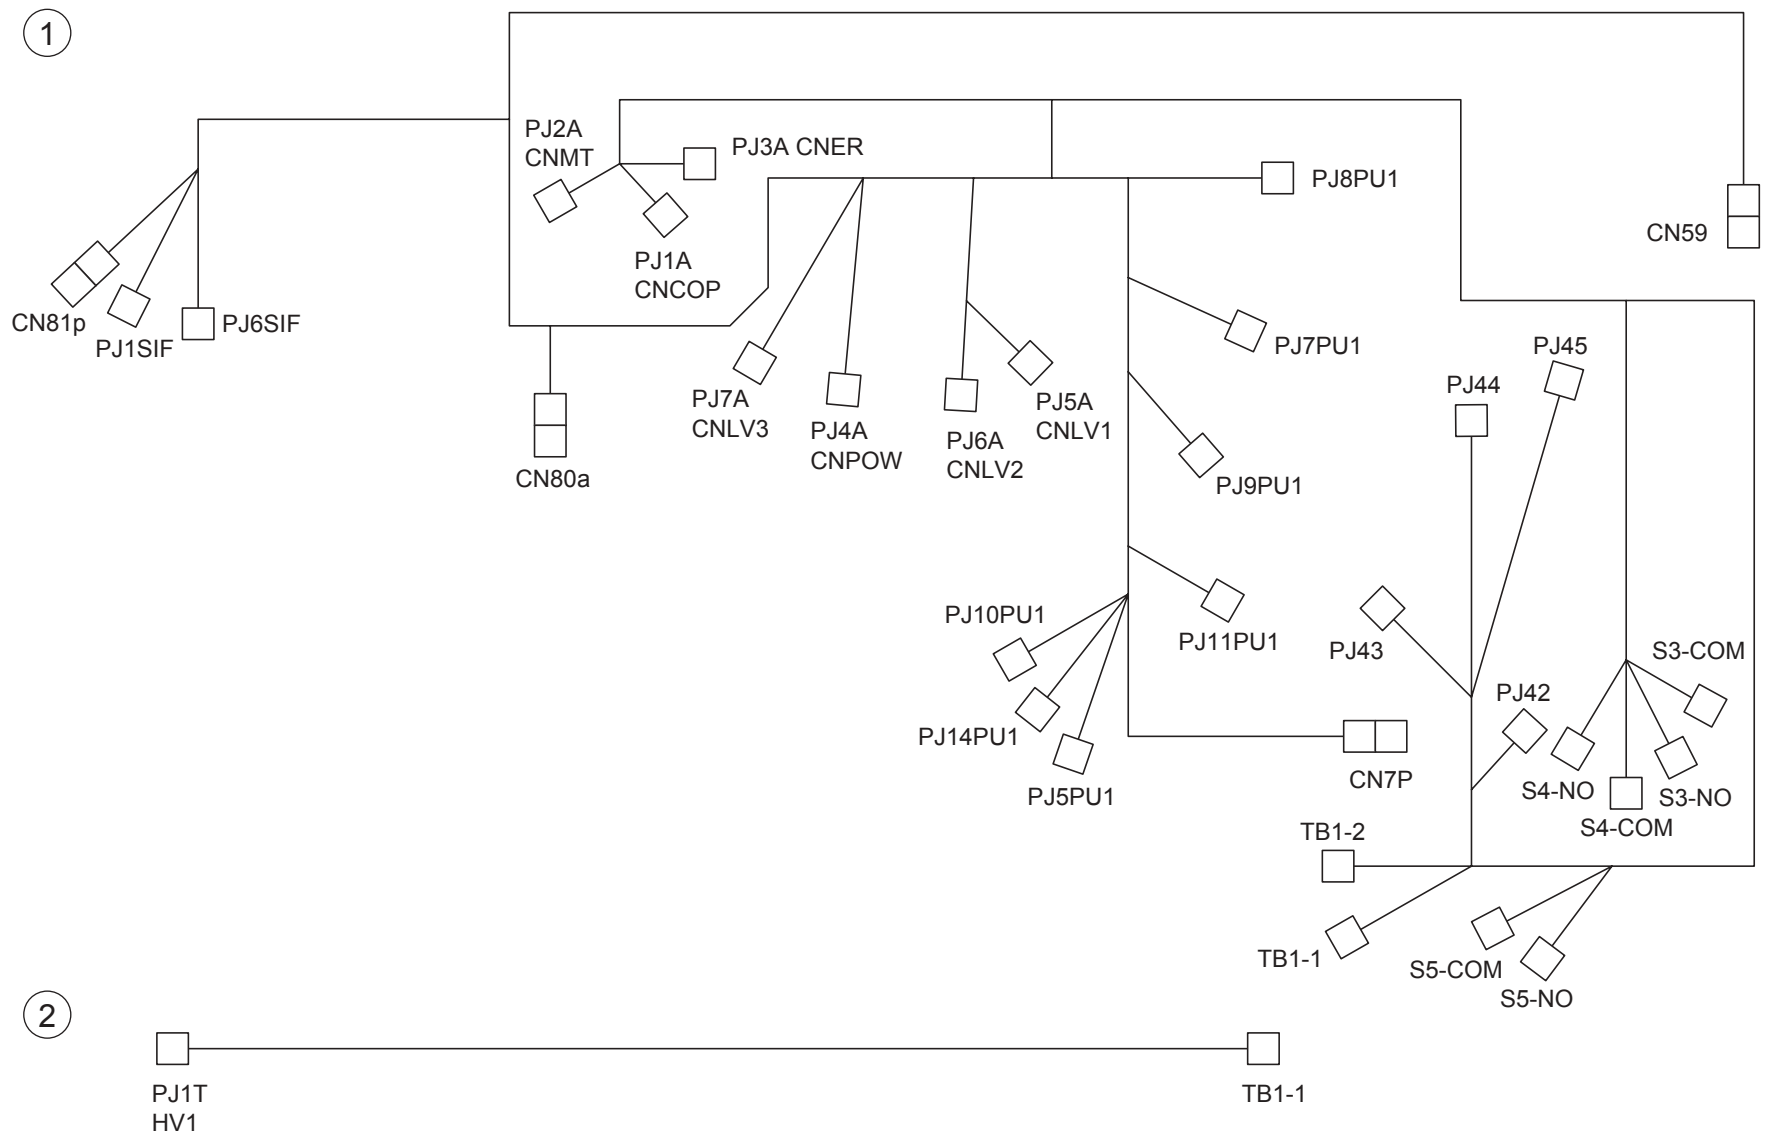 1
PJ2A
CNMT
PJ3A CNER
PJ8PU1
CN59
PJ1A
CNCOP
CN81p
PJ1SIF
PJ6SIF
PJ7PU1
PJ45
PJ44
PJ7A
CNLV3
PJ4A
CNPOW
PJ6A
CNLV2
PJ5A
CNLV1
CN80a
PJ9PU1
PJ10PU1
PJ11PU1
PJ43
S3-COM
PJ42
PJ14PU1
PJ5PU1
CN7P
S4-NO
S3-NO
S4-COM
TB1-2
TB1-1
S5-COM
S5-NO
2
PJ1T
HV1
TB1-1